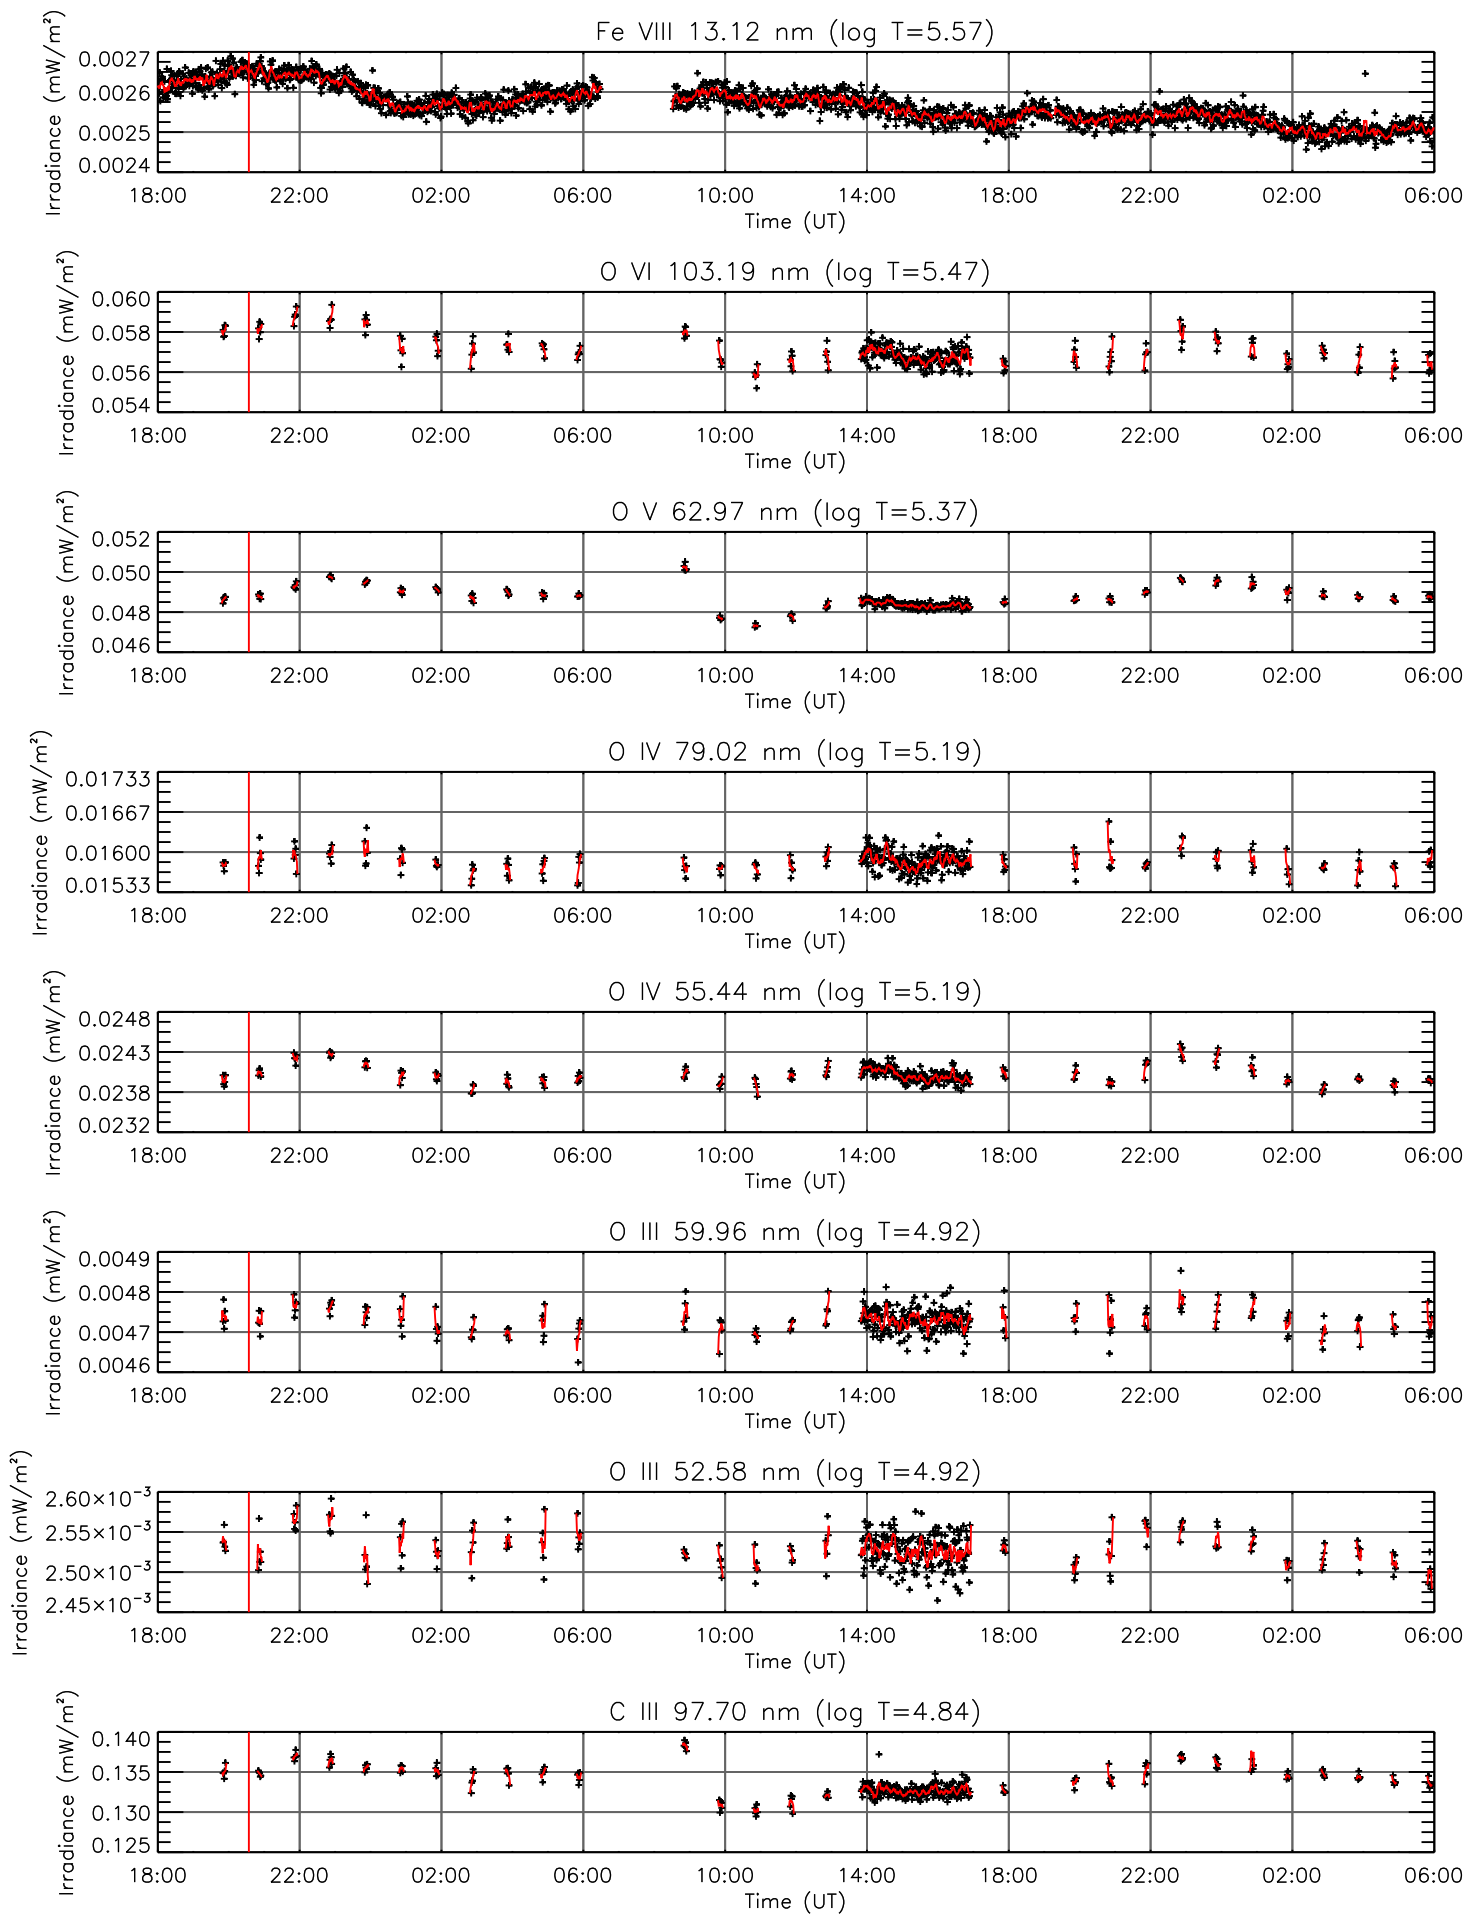 Fe VIII 13.12 nm (log T=5.57)
Irradiance (mW/m²)
0.0027
0.0026
0.0025
0.0024
18:00 22:00 02:00 06:00 10:00 14:00 18:00 22:00 02:00 06:00
Time (UT)
O VI 103.19 nm (log T=5.47)
Irradiance (mW/m²)
0.060
0.058
0.056
0.054
18:00 22:00 02:00 06:00 10:00 14:00 18:00 22:00 02:00 06:00
Time (UT)
O V 62.97 nm (log T=5.37)
Irradiance (mW/m²)
0.052
0.050
0.048
0.046
18:00 22:00 02:00 06:00 10:00 14:00 18:00 22:00 02:00 06:00
Time (UT)
O IV 79.02 nm (log T=5.19)
Irradiance (mW/m²)
0.01733
0.01667
0.01600
0.01533
18:00 22:00 02:00 06:00 10:00 14:00 18:00 22:00 02:00 06:00
Time (UT)
O IV 55.44 nm (log T=5.19)
Irradiance (mW/m²)
0.0248
0.0243
0.0238
0.0232
18:00 22:00 02:00 06:00 10:00 14:00 18:00 22:00 02:00 06:00
Time (UT)
O III 59.96 nm (log T=4.92)
Irradiance (mW/m²)
0.0049
0.0048
0.0047
0.0046
18:00 22:00 02:00 06:00 10:00 14:00 18:00 22:00 02:00 06:00
Time (UT)
O III 52.58 nm (log T=4.92)
Irradiance (mW/m²)
2.60×10⁻³
2.55×10⁻³
2.50×10⁻³
2.45×10⁻³
18:00 22:00 02:00 06:00 10:00 14:00 18:00 22:00 02:00 06:00
Time (UT)
C III 97.70 nm (log T=4.84)
Irradiance (mW/m²)
0.140
0.135
0.130
0.125
18:00 22:00 02:00 06:00 10:00 14:00 18:00 22:00 02:00 06:00
Time (UT)